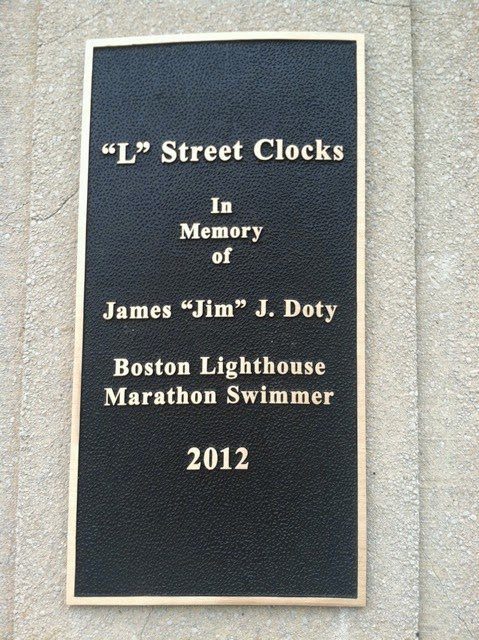 “L” Street Clocks
In
Memory
of
James “Jim” J. Doty
Boston Lighthouse
Marathon Swimmer
2012